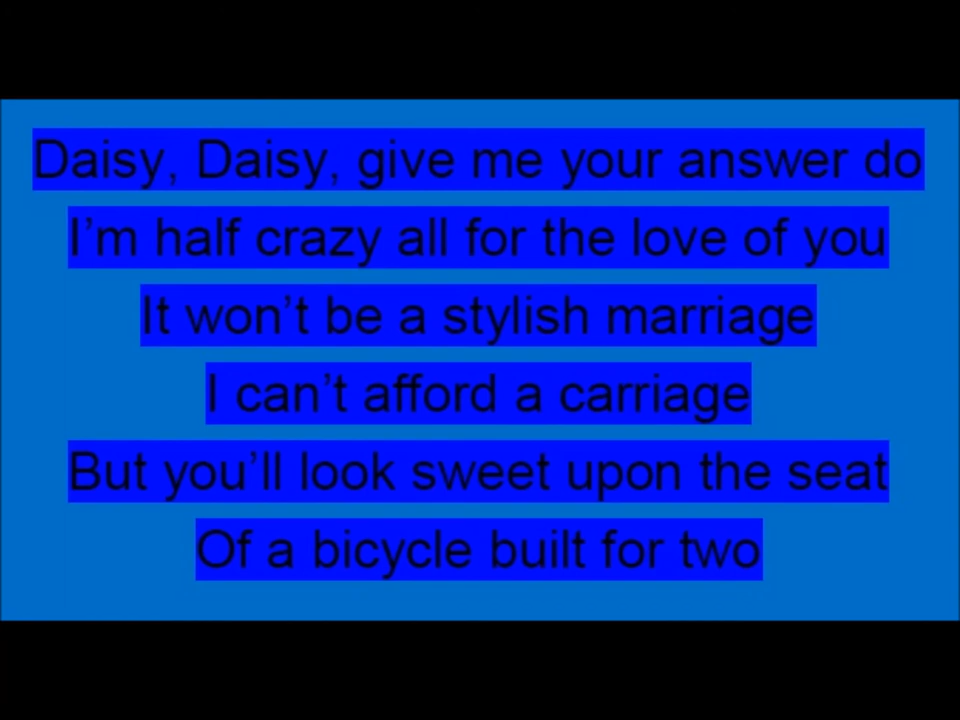 Daisy, Daisy, give me your answer do
I’m half crazy all for the love of you
It won’t be a stylish marriage
I can’t afford a carriage
But you’ll look sweet upon the seat
Of a bicycle built for two